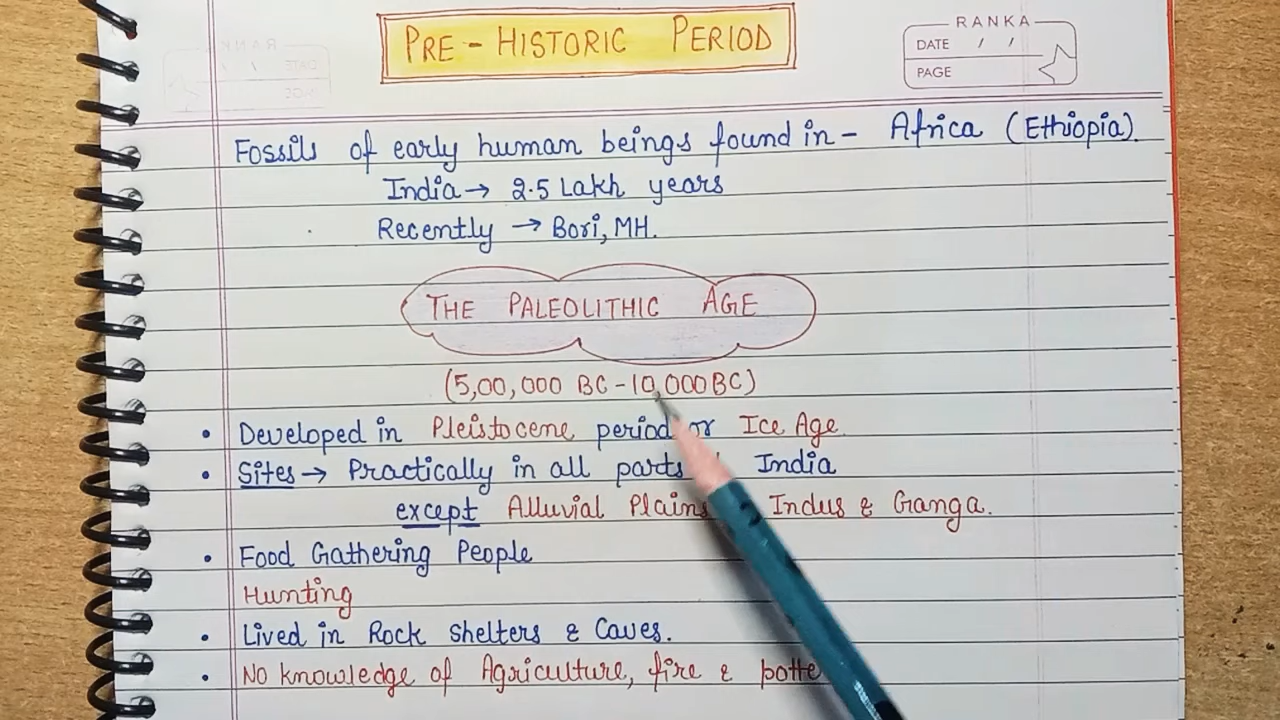 PRE - HISTORIC PERIOD
RANKA
DATE / /
PAGE
Fossils of early human beings found in - Africa (Ethiopia)
India → 2.5 Lakh years
Recently → Bori, MH.
THE PALEOLITHIC AGE
(5,00,000 BC - 10,000 BC)
• Developed in Pleistocene period or Ice Age
• Sites → Practically in all parts India
except Alluvial Plains Indus & Ganga.
• Food Gathering People
Hunting
• Lived in Rock shelters & Caves.
• No knowledge of Agriculture, fire & potte